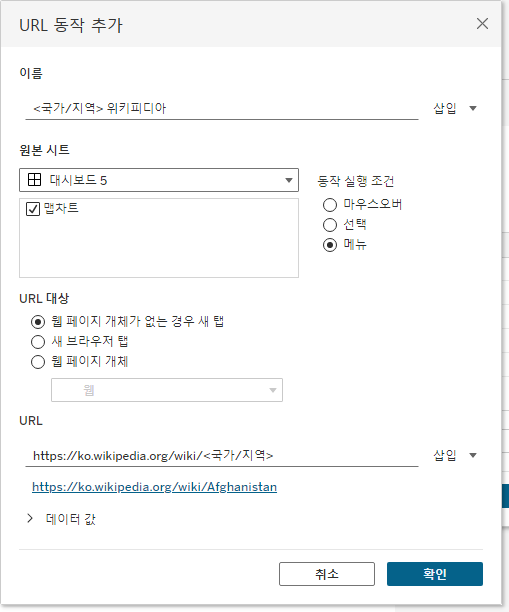 URL 동작 추가
이름
<국가/지역> 위키피디아
삽입
원본 시트
대시보드 5
맵차트
동작 실행 조건
마우스오버
선택
메뉴
URL 대상
웹 페이지 개체가 없는 경우 새 탭
새 브라우저 탭
웹 페이지 개체
웹
URL
https://ko.wikipedia.org/wiki/<국가/지역>
삽입
https://ko.wikipedia.org/wiki/Afghanistan
데이터 값
취소
확인